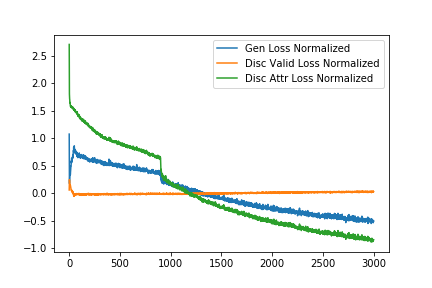 Gen Loss Normalized
Disc Valid Loss Normalized
Disc Attr Loss Normalized
2.5
2.0
1.5
1.0
0.5
0.0
−0.5
−1.0
0 500 1000 1500 2000 2500 3000